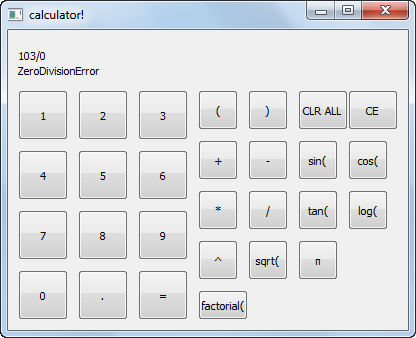 calculator!
103/0
ZeroDivisionError
1 2 3 ( ) CLR ALL CE
4 5 6 + - sin( cos(
7 8 9 * / tan( log(
0 . = ^ sqrt( п
factorial(